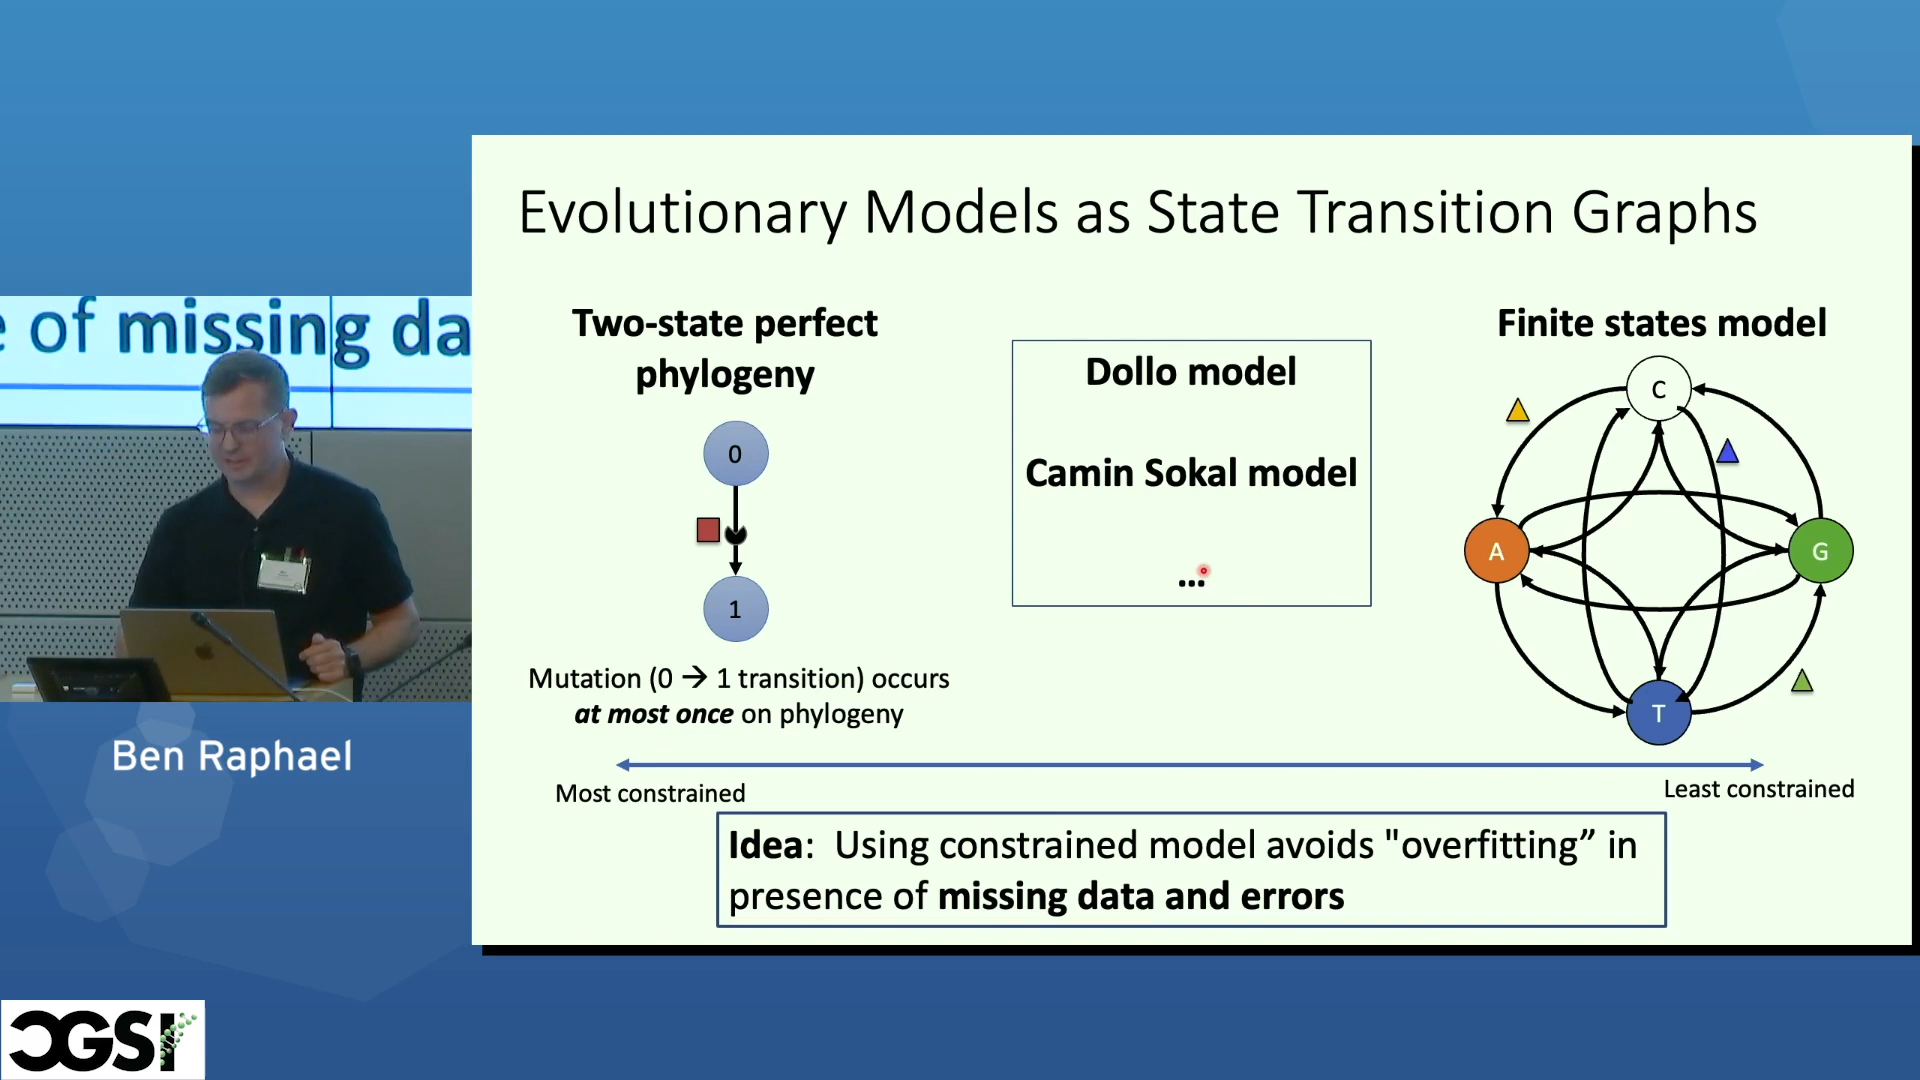 Evolutionary Models as State Transition Graphs
Two-state perfect
phylogeny
0
1
Mutation (0 → 1 transition) occurs
at most once on phylogeny
Dollo model
Camin Sokal model
...
Finite states model
C
A
G
T
Most constrained
Least constrained
Idea: Using constrained model avoids "overfitting” in
presence of missing data and errors
e of missing da
Ben Raphael
CGSI